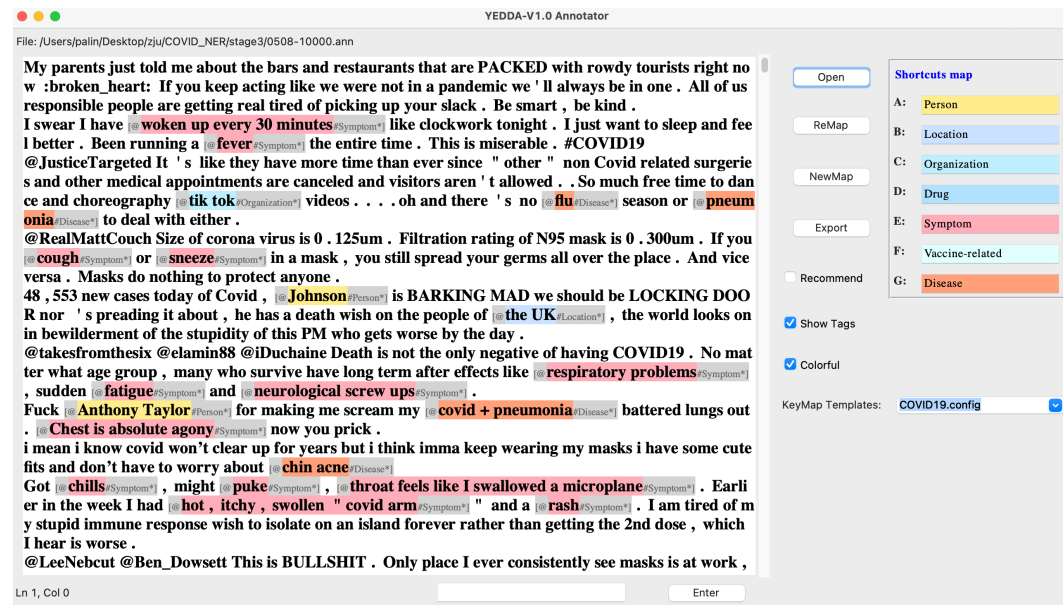 YEDDA-V1.0 Annotator
File: /Users/palin/Desktop/zju/COVID_NER/stage3/0508-10000.ann
My parents just told me about the bars and restaurants that are PACKED with rowdy tourists right no
w :broken_heart: If you keep acting like we were not in a pandemic we ' ll always be in one . All of us
responsible people are getting real tired of picking up your slack . Be smart , be kind .
I swear I have [@woken up every 30 minutes#Symptom*] like clockwork tonight . I just want to sleep and fee
l better . Been running a [@fever#Symptom*] the entire time . This is miserable . #COVID19
@JusticeTargeted It ' s like they have more time than ever since " other " non Covid related surgerie
s and other medical appointments are canceled and visitors aren ' t allowed . . So much free time to dan
ce and choreography [@tik tok#Organization*] videos . . . . oh and there ' s no [@flu#Disease*] season or [@pneum
onia#Disease*] to deal with either .
@RealMattCouch Size of corona virus is 0 . 125um . Filtration rating of N95 mask is 0 . 300um . If you
[@cough#Symptom*] or [@sneeze#Symptom*] in a mask , you still spread your germs all over the place . And vice
versa . Masks do nothing to protect anyone .
48 , 553 new cases today of Covid , [@Johnson#Person*] is BARKING MAD we should be LOCKING DOO
R nor ' s preading it about , he has a death wish on the people of [@the UK#Location*] , the world looks on
in bewilderment of the stupidity of this PM who gets worse by the day .
@takesfromthesix @elamin88 @iDuchaine Death is not the only negative of having COVID19 . No mat
ter what age group , many who survive have long term after effects like [@respiratory problems#Symptom*]
, sudden [@fatigue#Symptom*] and [@neurological screw ups#Symptom*] .
Fuck [@Anthony Taylor#Person*] for making me scream my [@covid + pneumonia#Disease*] battered lungs out
. [@Chest is absolute agony#Symptom*] now you prick .
i mean i know covid won't clear up for years but i think imma keep wearing my masks i have some cute
fits and don't have to worry about [@chin acne#Disease*]
Got [@chills#Symptom*] , might [@puke#Symptom*] , [@throat feels like I swallowed a microplane#Symptom*] . Earli
er in the week I had [@hot , itchy , swollen " covid arm#Symptom*] " and a [@rash#Symptom*] . I am tired of m
y stupid immune response wish to isolate on an island forever rather than getting the 2nd dose , which
I hear is worse .
@LeeNebcut @Ben_Dowsett This is BULLSHIT . Only place I ever consistently see masks is at work ,
Ln 1, Col 0
Enter
Open
ReMap
NewMap
Export
Recommend
Show Tags
Colorful
KeyMap Templates: COVID19.config
Shortcuts map
A: Person
B: Location
C: Organization
D: Drug
E: Symptom
F: Vaccine-related
G: Disease